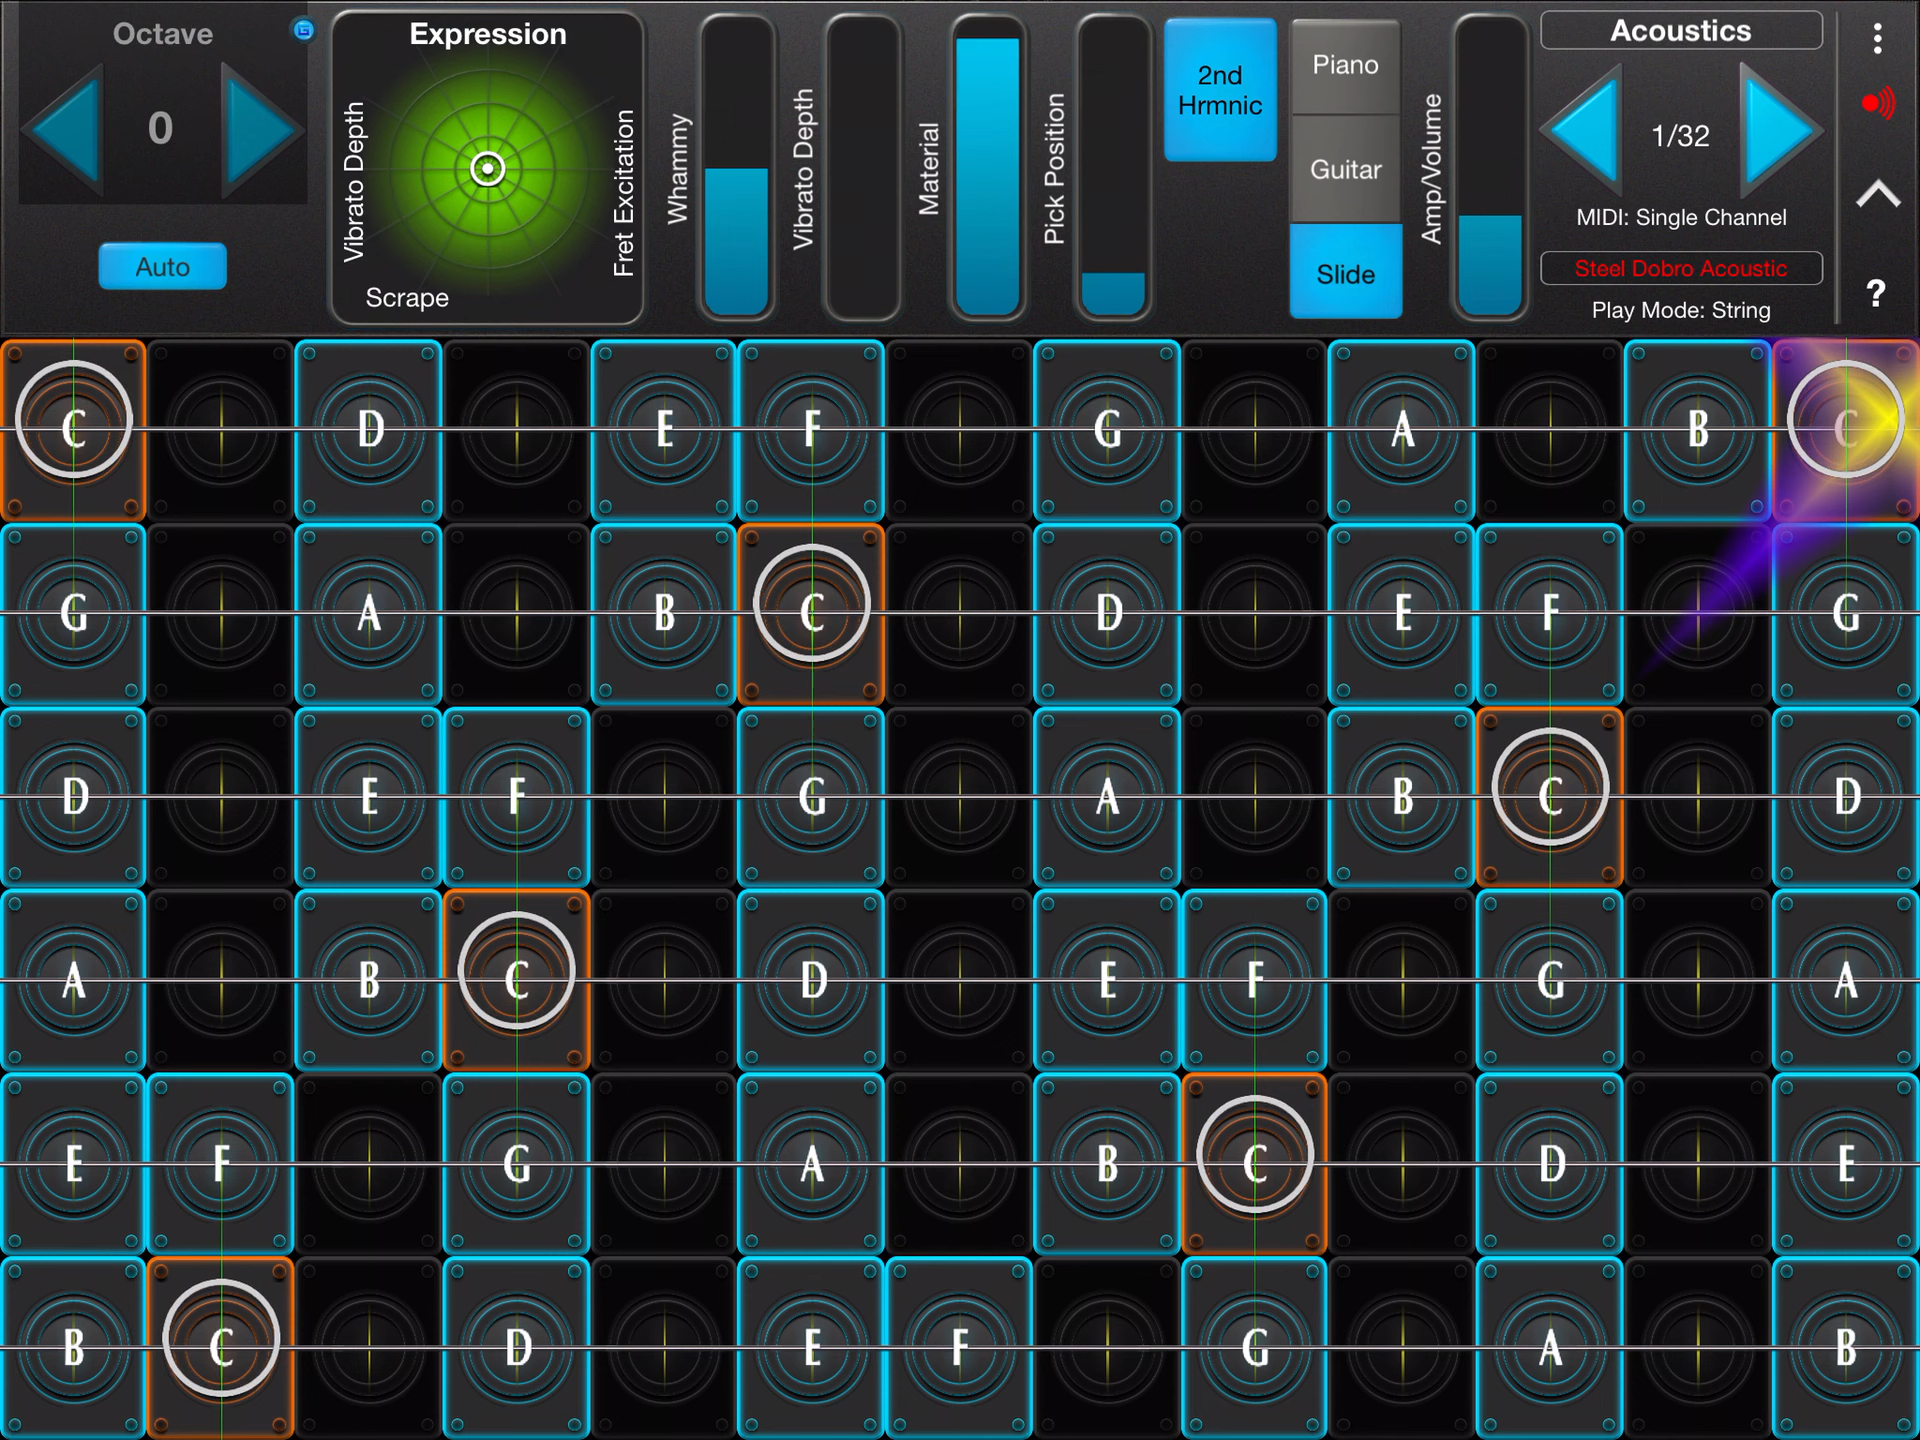 Octave
0
Auto
Expression
Vibrato Depth
Fret Excitation
Scrape
Whammy
Vibrato Depth
Material
Pick Position
2nd
Hrmnic
Piano
Guitar
Slide
Amp/Volume
Acoustics
1/32
MIDI: Single Channel
Steel Dobro Acoustic
Play Mode: String
?
C D E F G A B C
G A B C D E F G
D E F G A B C D
A B C D E F G A
E F G A B C D E
B C D E F G A B